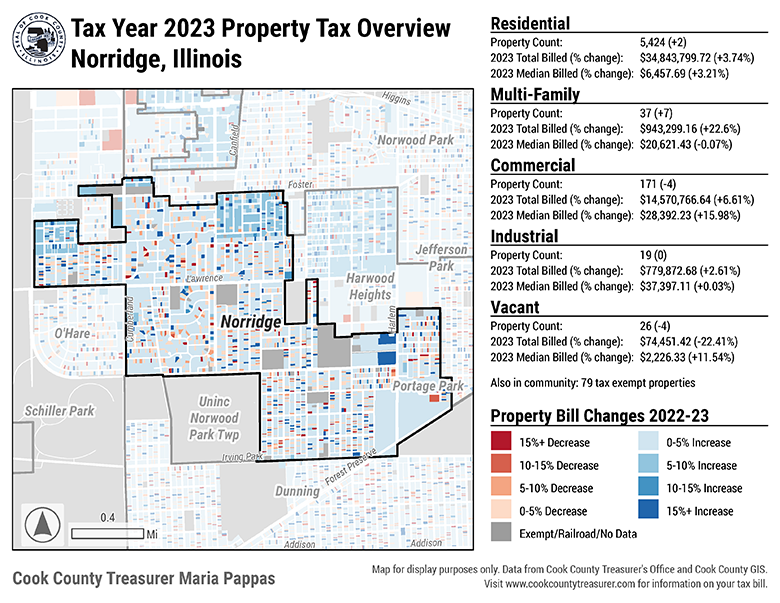 SEAL OF COOK COUNTY
ILLINOIS
Tax Year 2023 Property Tax Overview
Norridge, Illinois
Higgins
Canfield
Norwood Park
Foster
Jefferson
Park
Lawrence
Harwood
Heights
Cumberland
Norridge
Harlem
O'Hare
Portage Park
Schiller Park
Uninc
Norwood
Park Twp
Irving Park
Forest Preserve
Dunning
0.4
Mi
Addison
Addison
Residential
Property Count: 5,424 (+2)
2023 Total Billed (% change): $34,843,799.72 (+3.74%)
2023 Median Billed (% change): $6,457.69 (+3.21%)
Multi-Family
Property Count: 37 (+7)
2023 Total Billed (% change): $943,299.16 (+22.6%)
2023 Median Billed (% change): $20,621.43 (-0.07%)
Commercial
Property Count: 171 (-4)
2023 Total Billed (% change): $14,570,766.64 (+6.61%)
2023 Median Billed (% change): $28,392.23 (+15.98%)
Industrial
Property Count: 19 (0)
2023 Total Billed (% change): $779,872.68 (+2.61%)
2023 Median Billed (% change): $37,397.11 (+0.03%)
Vacant
Property Count: 26 (-4)
2023 Total Billed (% change): $74,451.42 (-22.41%)
2023 Median Billed (% change): $2,226.33 (+11.54%)
Also in community: 79 tax exempt properties
Property Bill Changes 2022-23
15%+ Decrease
0-5% Increase
10-15% Decrease
5-10% Increase
5-10% Decrease
10-15% Increase
0-5% Decrease
15%+ Increase
Exempt/Railroad/No Data
Cook County Treasurer Maria Pappas
Map for display purposes only. Data from Cook County Treasurer's Office and Cook County GIS.
Visit www.cookcountytreasurer.com for information on your tax bill.